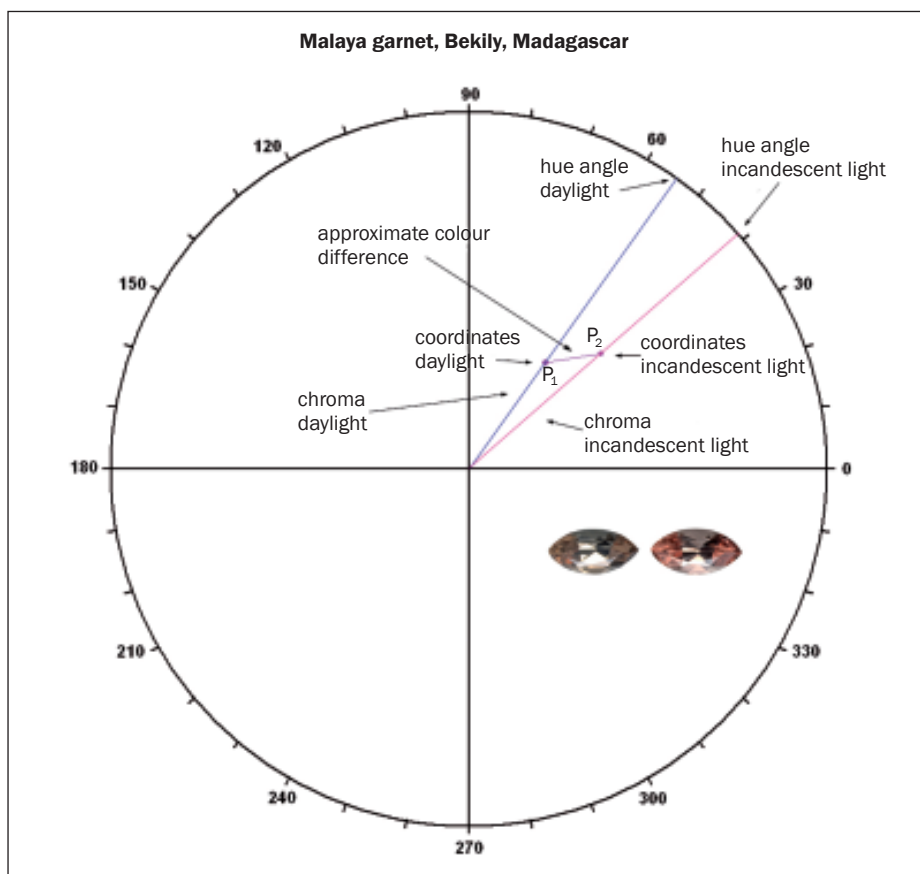 Malaya garnet, Bekily, Madagascar
90
120
60
hue angle
daylight
hue angle
incandescent light
approximate colour
difference
150
30
coordinates
daylight
P1
P2
coordinates
incandescent light
chroma
daylight
chroma
incandescent light
180
0
210
330
240
300
270